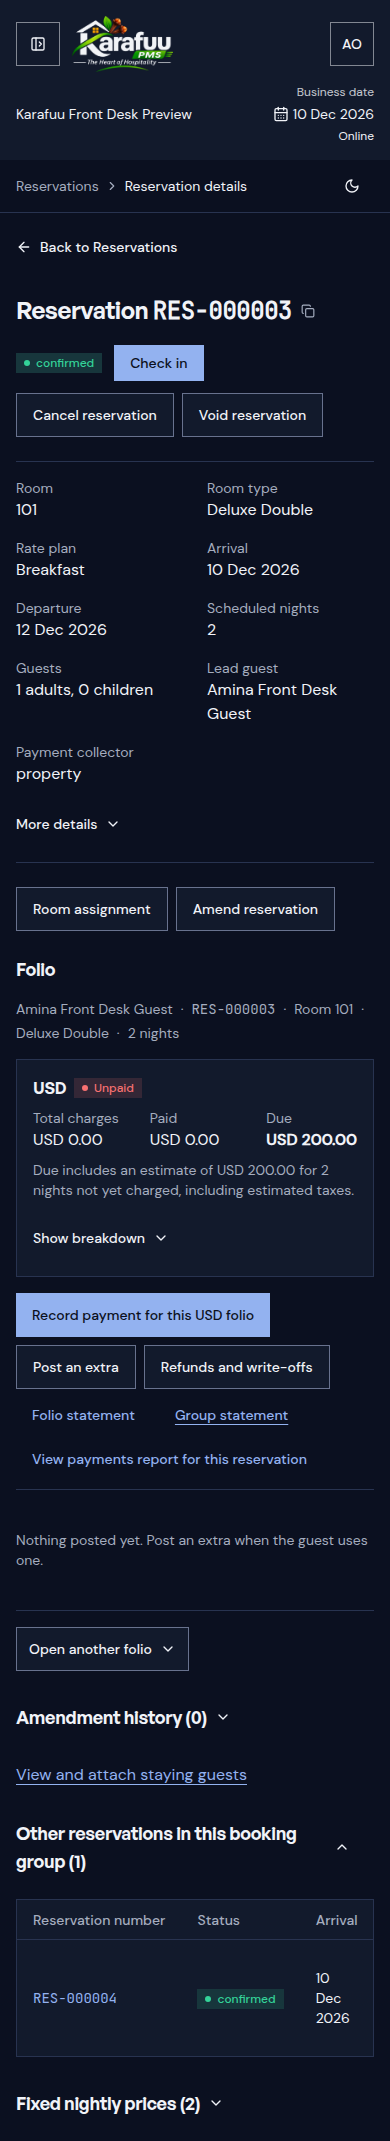 Karafuu
PMS
The Heart of Hospitality
AO
Business date
Karafuu Front Desk Preview
10 Dec 2026
Online
Reservations > Reservation details
Back to Reservations
Reservation RES-000003
confirmed
Check in
Cancel reservation
Void reservation
Room
101
Room type
Deluxe Double
Rate plan
Breakfast
Arrival
10 Dec 2026
Departure
12 Dec 2026
Scheduled nights
2
Guests
1 adults, 0 children
Lead guest
Amina Front Desk
Guest
Payment collector
property
More details
Room assignment
Amend reservation
Folio
Amina Front Desk Guest · RES-000003 · Room 101 ·
Deluxe Double · 2 nights
USD
Unpaid
Total charges
USD 0.00
Paid
USD 0.00
Due
USD 200.00
Due includes an estimate of USD 200.00 for 2
nights not yet charged, including estimated taxes.
Show breakdown
Record payment for this USD folio
Post an extra
Refunds and write-offs
Folio statement
Group statement
View payments report for this reservation
Nothing posted yet. Post an extra when the guest uses
one.
Open another folio
Amendment history (0)
View and attach staying guests
Other reservations in this booking
group (1)
Reservation number
Status
Arrival
RES-000004
confirmed
10
Dec
2026
Fixed nightly prices (2)